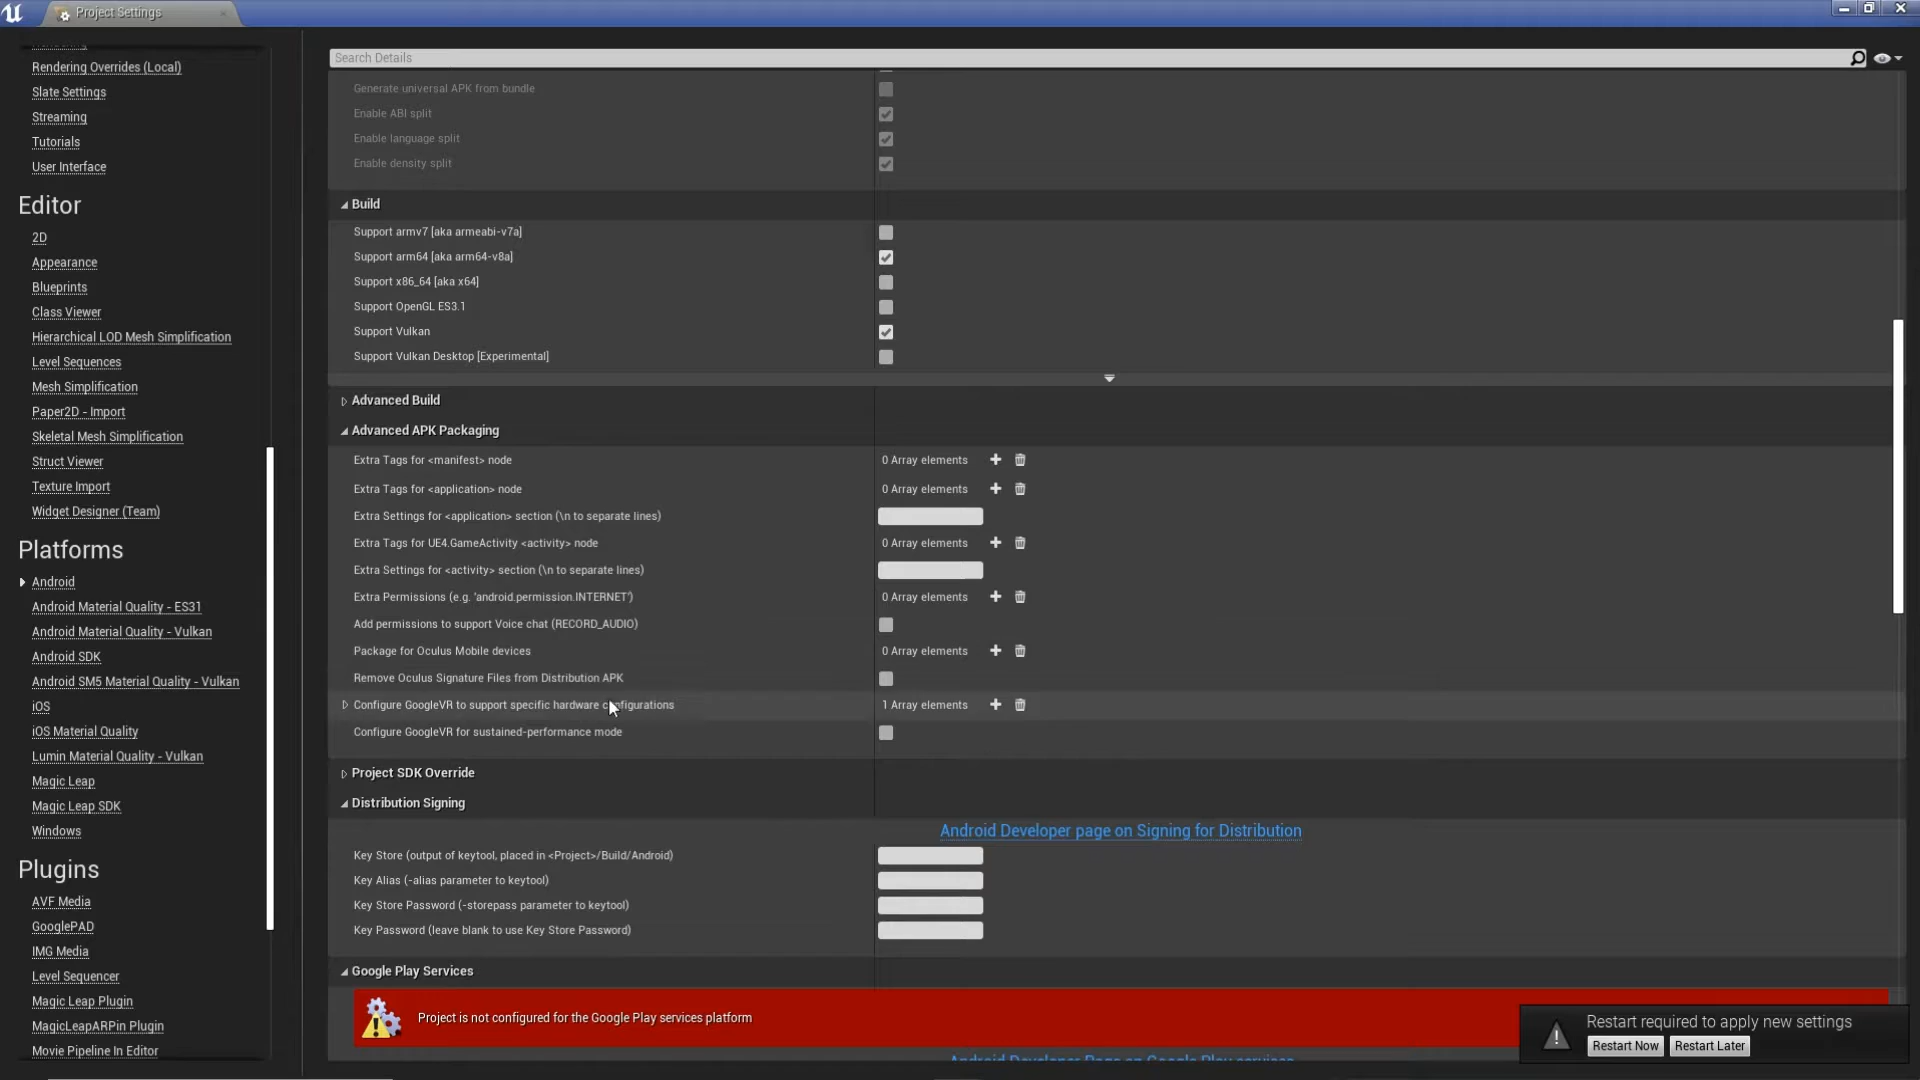 Project Settings
Rendering Overrides (Local)
Slate Settings
Streaming
Tutorials
User Interface
Editor
2D
Appearance
Blueprints
Class Viewer
Hierarchical LOD Mesh Simplification
Level Sequences
Mesh Simplification
Paper2D - Import
Skeletal Mesh Simplification
Struct Viewer
Texture Import
Widget Designer (Team)
Platforms
Android
Android Material Quality - ES31
Android Material Quality - Vulkan
Android SDK
Android SM5 Material Quality - Vulkan
iOS
iOS Material Quality
Lumin Material Quality - Vulkan
Magic Leap
Magic Leap SDK
Windows
Plugins
AVF Media
GooglePAD
IMG Media
Level Sequencer
Magic Leap Plugin
MagicLeapARPin Plugin
Movie Pipeline In Editor
Search Details
Generate universal APK from bundle
Enable ABI split
Enable language split
Enable density split
Build
Support armv7 [aka armeabi-v7a]
Support arm64 [aka arm64-v8a]
Support x86_64 [aka x64]
Support OpenGL ES3.1
Support Vulkan
Support Vulkan Desktop [Experimental]
Advanced Build
Advanced APK Packaging
Extra Tags for <manifest> node 0 Array elements
Extra Tags for <application> node 0 Array elements
Extra Settings for <application> section (\n to separate lines)
Extra Tags for UE4.GameActivity <activity> node 0 Array elements
Extra Settings for <activity> section (\n to separate lines)
Extra Permissions (e.g. 'android.permission.INTERNET') 0 Array elements
Add permissions to support Voice chat (RECORD_AUDIO)
Package for Oculus Mobile devices 0 Array elements
Remove Oculus Signature Files from Distribution APK
Configure GoogleVR to support specific hardware configurations 1 Array elements
Configure GoogleVR for sustained-performance mode
Project SDK Override
Distribution Signing
Android Developer page on Signing for Distribution
Key Store (output of keytool, placed in <Project>/Build/Android)
Key Alias (-alias parameter to keytool)
Key Store Password (-storepass parameter to keytool)
Key Password (leave blank to use Key Store Password)
Google Play Services
Project is not configured for the Google Play services platform
Android Developer Page on Google Play services
Restart required to apply new settings
Restart Now Restart Later